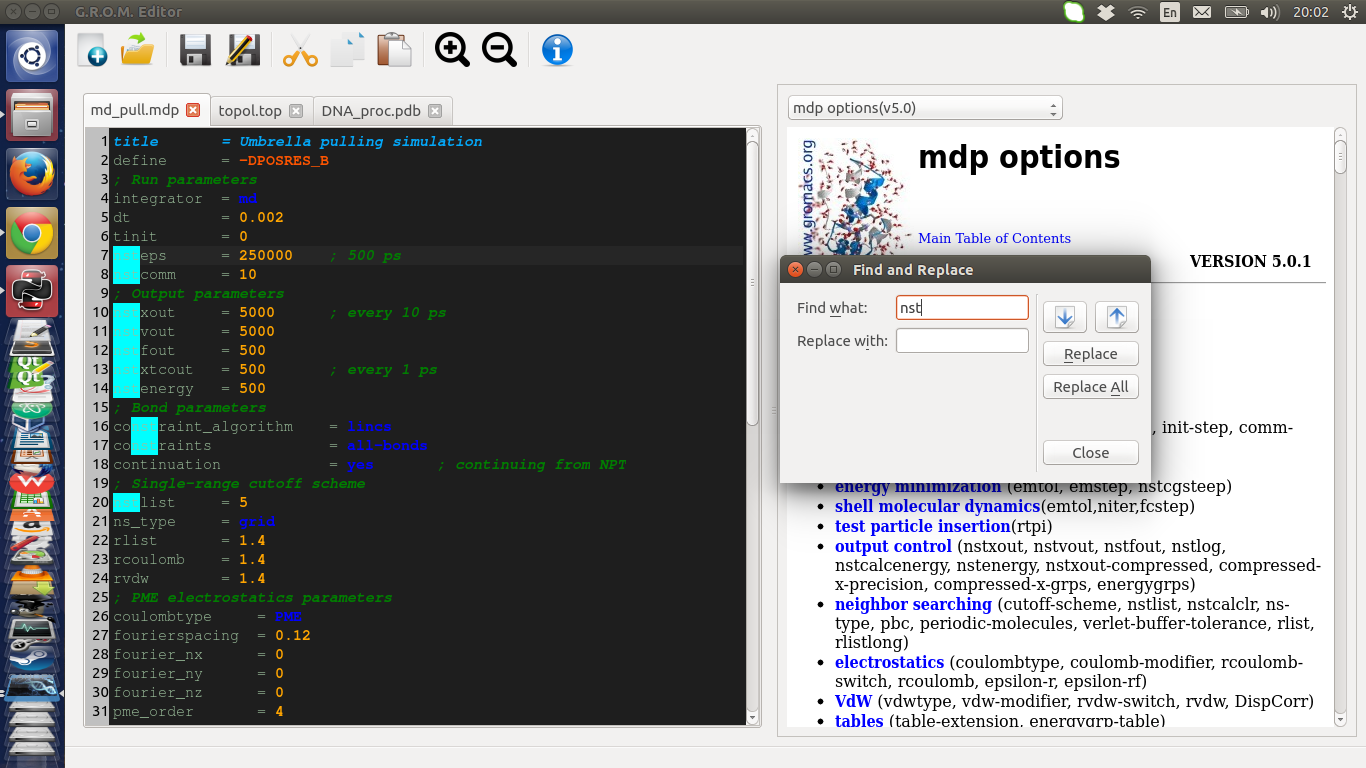 G.R.O.M. Editor
En
20:02
md_pull.mdp
topol.top
DNA_proc.pdb
1 title = Umbrella pulling simulation
2 define = -DPOSRES_B
3 ; Run parameters
4 integrator = md
5 dt = 0.002
6 tinit = 0
7 nsteps = 250000 ; 500 ps
8 nstcomm = 10
9 ; Output parameters
10 nstxout = 5000 ; every 10 ps
11 nstvout = 5000
12 nstfout = 500
13 nstxtcout = 500 ; every 1 ps
14 nstenergy = 500
15 ; Bond parameters
16 constraint_algorithm = lincs
17 constraints = all-bonds
18 continuation = yes ; continuing from NPT
19 ; Single-range cutoff scheme
20 nstlist = 5
21 ns_type = grid
22 rlist = 1.4
23 rcoulomb = 1.4
24 rvdw = 1.4
25 ; PME electrostatics parameters
26 coulombtype = PME
27 fourierspacing = 0.12
28 fourier_nx = 0
29 fourier_ny = 0
30 fourier_nz = 0
31 pme_order = 4
mdp options(v5.0)
www.gromacs.org
mdp options
Main Table of Contents
VERSION 5.0.1
Find and Replace
Find what: nst
Replace with:
Replace
Replace All
Close
, init-step, comm-
energy minimization (emtol, emstep, nstcgsteep)
shell molecular dynamics(emtol,niter,fcstep)
test particle insertion(rtpi)
output control (nstxout, nstvout, nstfout, nstlog,
nstcalcenergy, nstenergy, nstxout-compressed, compressed-
x-precision, compressed-x-grps, energygrps)
neighbor searching (cutoff-scheme, nstlist, nstcalclr, ns-
type, pbc, periodic-molecules, verlet-buffer-tolerance, rlist,
rlistlong)
electrostatics (coulombtype, coulomb-modifier, rcoulomb-
switch, rcoulomb, epsilon-r, epsilon-rf)
VdW (vdwtype, vdw-modifier, rvdw-switch, rvdw, DispCorr)
tables (table-extension, energygrp-table)